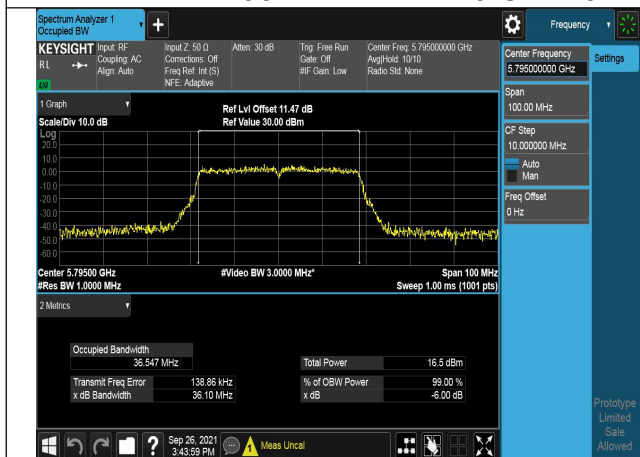 Spectrum Analyzer 1
Occupied BW
+
Frequency
KEYSIGHT
RL
Input: RF
Coupling: AC
Align: Auto
Input Z: 50 Ω
Corrections: Off
Freq Ref: Int (S)
NFE: Adaptive
Atten: 30 dB
Trig: Free Run
Gate: Off
#IF Gain: Low
Center Freq: 5.795000000 GHz
Avg|Hold: 10/10
Radio Std: None
LXI
Center Frequency
5.795000000 GHz
Settings
Span
100.00 MHz
CF Step
10.000000 MHz
Auto
Man
Freq Offset
0 Hz
1 Graph
Scale/Div 10.0 dB
Ref Lvl Offset 11.47 dB
Ref Value 30.00 dBm
Log
20.0
10.0
0.00
-10.0
-20.0
-30.0
-40.0
-50.0
-60.0
Center 5.79500 GHz
#Video BW 3.0000 MHz*
Span 100 MHz
#Res BW 1.0000 MHz
Sweep 1.00 ms (1001 pts)
2 Metrics
Occupied Bandwidth
36.547 MHz
Total Power 16.5 dBm
Transmit Freq Error 138.86 kHz
% of OBW Power 99.00 %
x dB Bandwidth 36.10 MHz
x dB -6.00 dB
Prototype
Limited
Sale
Allowed
?
Sep 26, 2021
3:43:59 PM
1
Meas Uncal